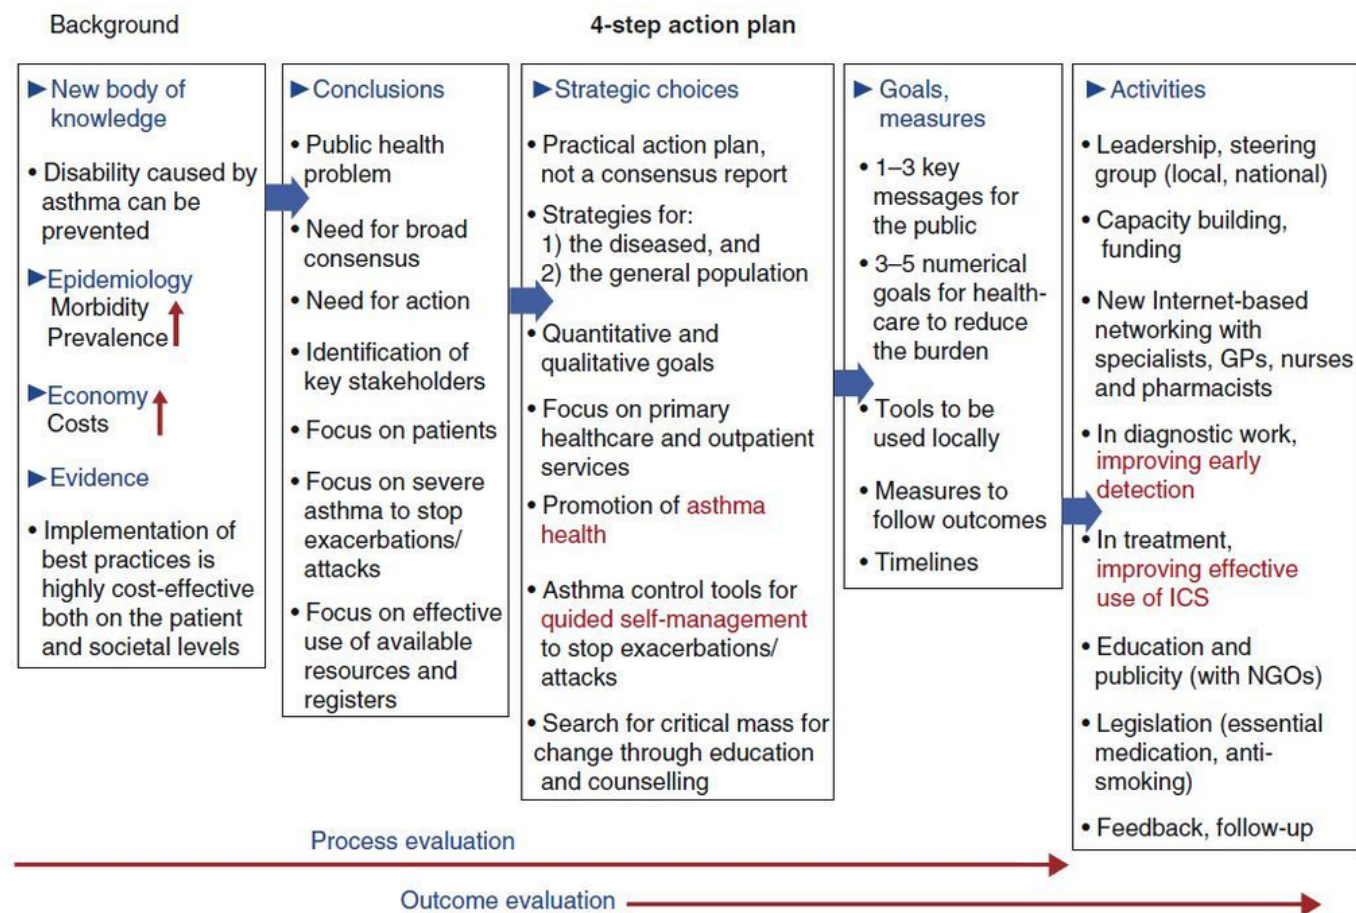 Background
4-step action plan
► New body of
knowledge
• Disability caused by
asthma can be
prevented
► Epidemiology
Morbidity
Prevalence
► Economy
Costs
► Evidence
• Implementation of
best practices is
highly cost-effective
both on the patient
and societal levels
► Conclusions
• Public health
problem
• Need for broad
consensus
• Need for action
• Identification of
key stakeholders
• Focus on patients
• Focus on severe
asthma to stop
exacerbations/
attacks
• Focus on effective
use of available
resources and
registers
► Strategic choices
• Practical action plan,
not a consensus report
• Strategies for:
1) the diseased, and
2) the general population
• Quantitative and
qualitative goals
• Focus on primary
healthcare and outpatient
services
• Promotion of asthma
health
• Asthma control tools for
quided self-management
to stop exacerbations/
attacks
• Search for critical mass for
change through education
and counselling
► Goals,
measures
• 1–3 key
messages for
the public
• 3–5 numerical
goals for health-
care to reduce
the burden
• Tools to be
used locally
• Measures to
follow outcomes
• Timelines
► Activities
• Leadership, steering
group (local, national)
• Capacity building,
funding
• New Internet-based
networking with
specialists, GPs, nurses
and pharmacists
• In diagnostic work,
improving early
detection
• In treatment,
improving effective
use of ICS
• Education and
publicity (with NGOs)
• Legislation (essential
medication, anti-
smoking)
• Feedback, follow-up
Process evaluation
Outcome evaluation